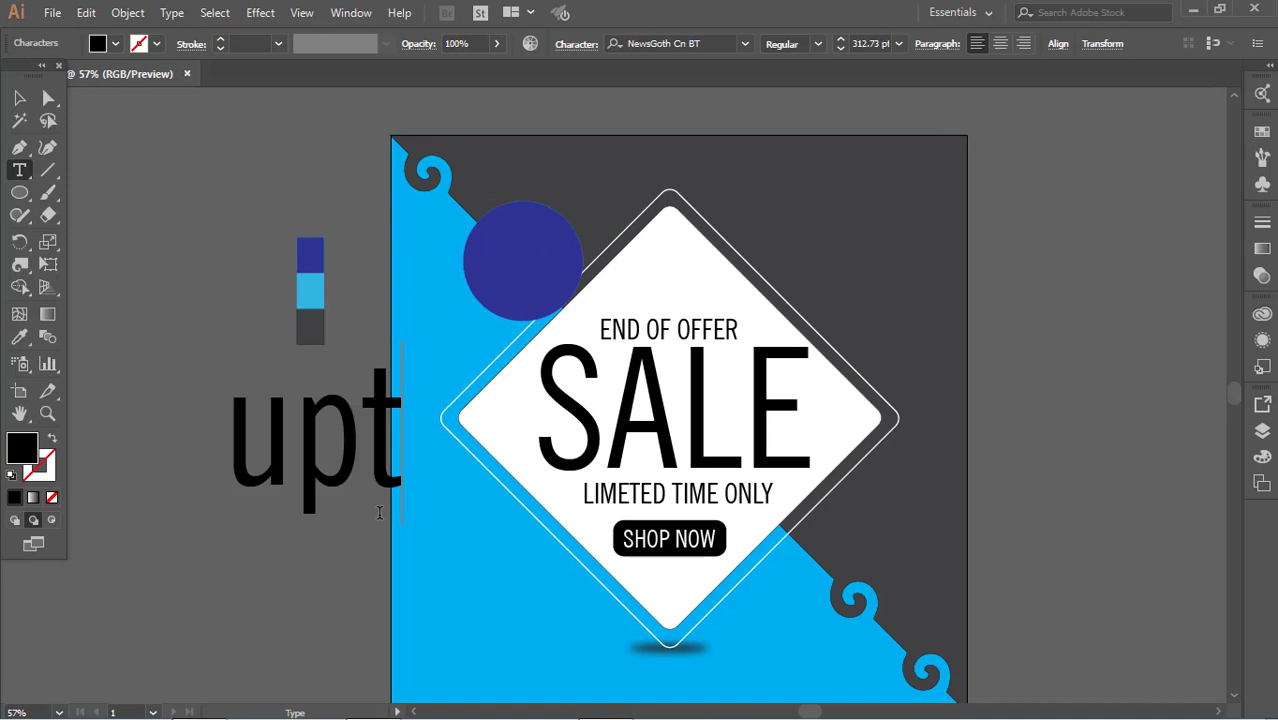 Ai File Edit Object Type Select Effect View Window Help Br St Essentials Search Adobe Stock
Characters Stroke: Opacity: 100% Character: NewsGoth Cn BT Regular 312.73 pt Paragraph: Align Transform
@ 57% (RGB/Preview)
END OF OFFER
SALE
upt
LIMETED TIME ONLY
SHOP NOW
57% 1 Type